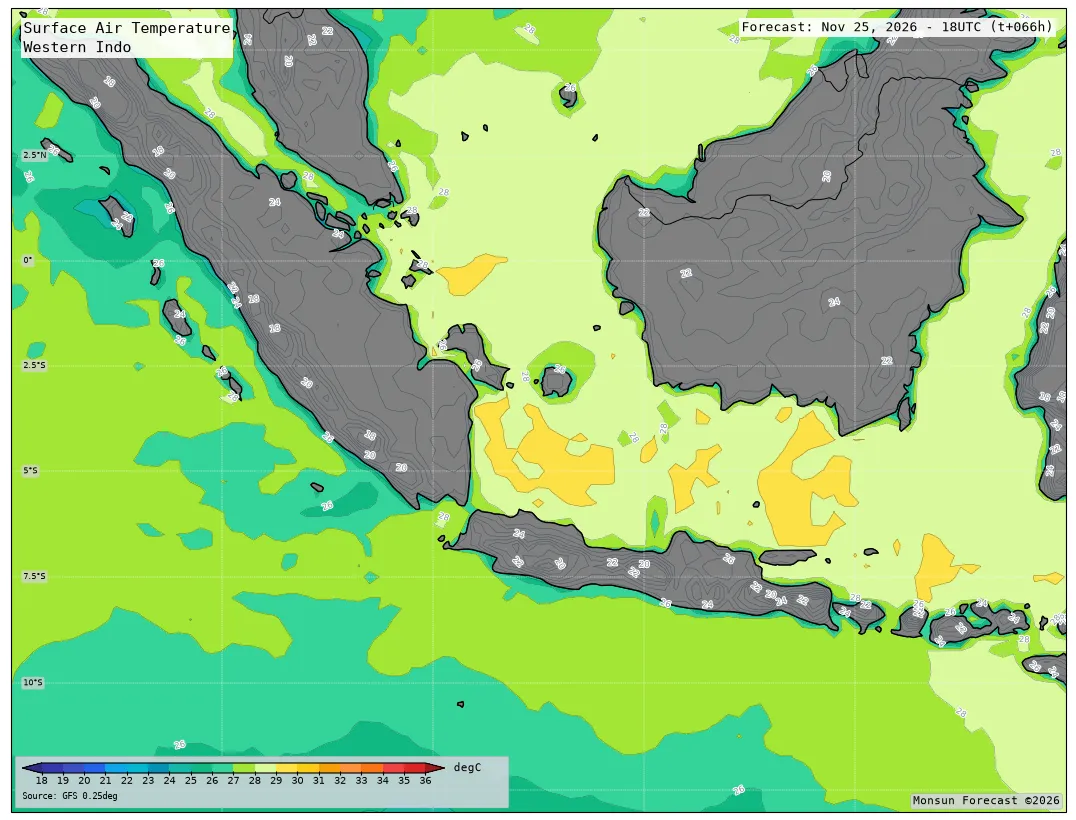 Surface Air Temperature
Western Indo
Forecast: Nov 25, 2026 - 18UTC (t+066h)
2.5°N
0°
2.5°S
5°S
7.5°S
10°S
18 19 20 21 22 23 24 25 26 27 28 29 30 31 32 33 34 35 36 degC
Source: GFS 0.25deg
Monsun Forecast ©2026